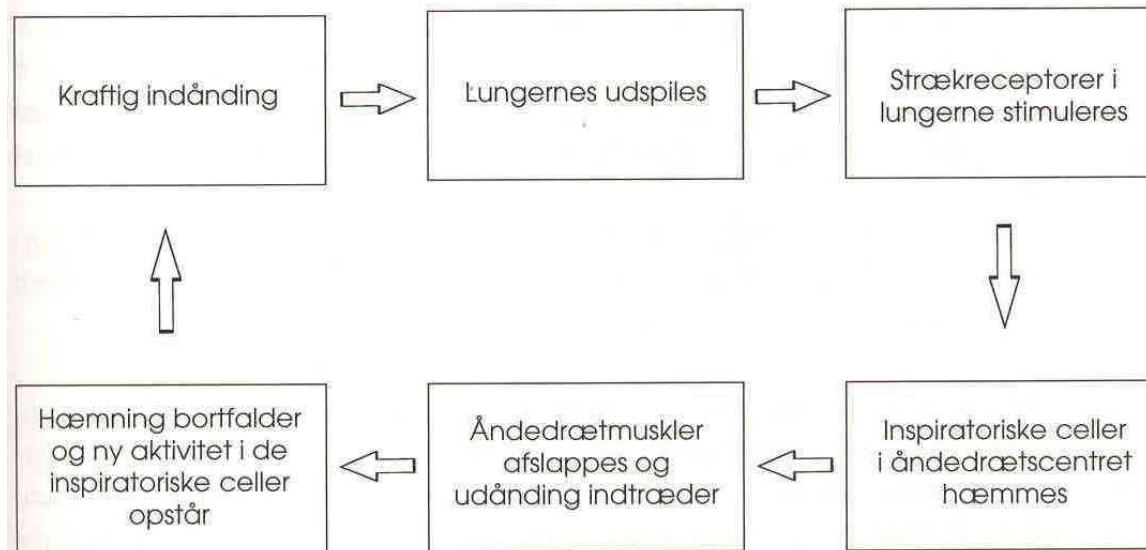 Kraftig indånding
Lungernes udspiles
Strækreceptorer i
lungerne stimuleres
Inspiratoriske celler
i åndedrætscentret
hæmmes
Åndedrætmuskler
afslappes og
udånding indtræder
Hæmning bortfalder
og ny aktivitet i de
inspiratoriske celler
opstår